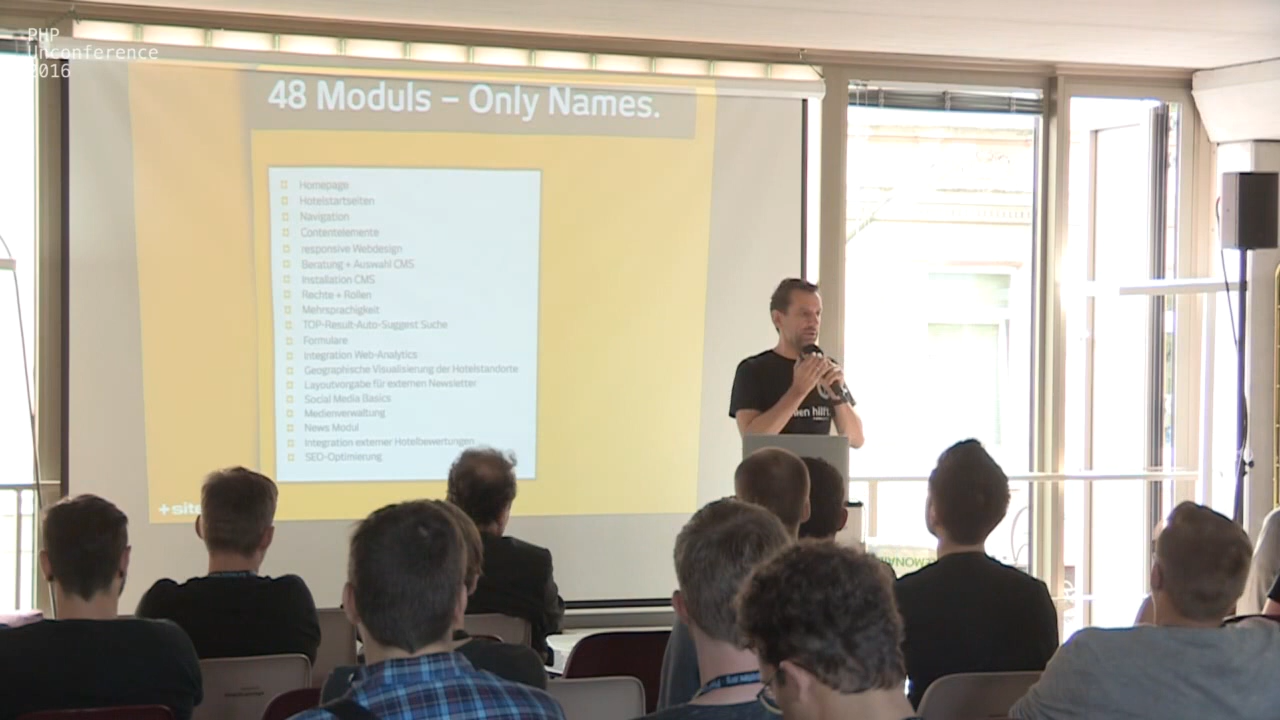 PHP
Unconference
2016
48 Moduls – Only Names.
Homepage
Hotelstartseiten
Navigation
Contentelemente
responsive Webdesign
Beratung + Auswahl CMS
Installation CMS
Rechte + Rollen
Mehrsprachigkeit
TOP-Result-Auto-Suggest Suche
Formulare
Integration Web-Analytics
Geographische Visualisierung der Hotelstandorte
Layoutvorgabe für externen Newsletter
Social Media Basics
Medienverwaltung
News Modul
Integration externer Hotelbewertungen
SEO-Optimierung
+site
hilft